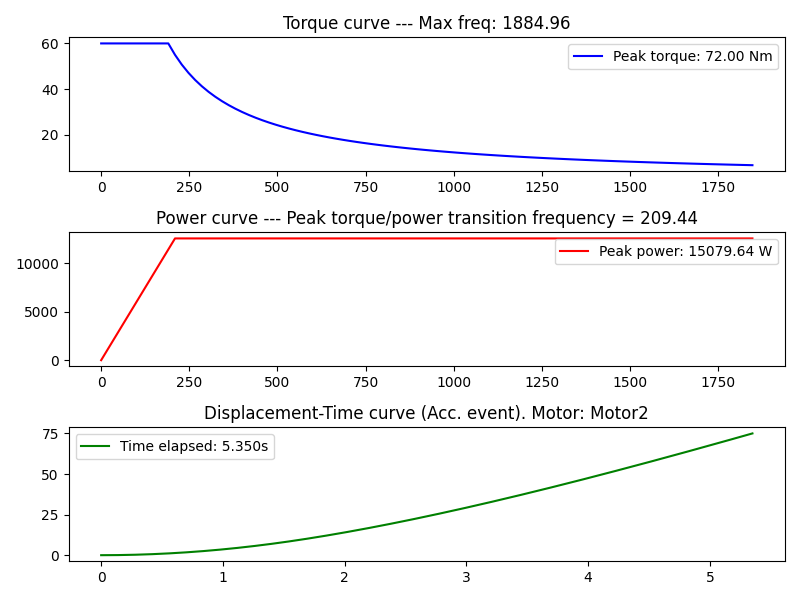 Torque curve --- Max freq: 1884.96
60
40
20
Peak torque: 72.00 Nm
0 250 500 750 1000 1250 1500 1750
Power curve --- Peak torque/power transition frequency = 209.44
10000
5000
0
Peak power: 15079.64 W
0 250 500 750 1000 1250 1500 1750
Displacement-Time curve (Acc. event). Motor: Motor2
75
50
25
0
Time elapsed: 5.350s
0 1 2 3 4 5